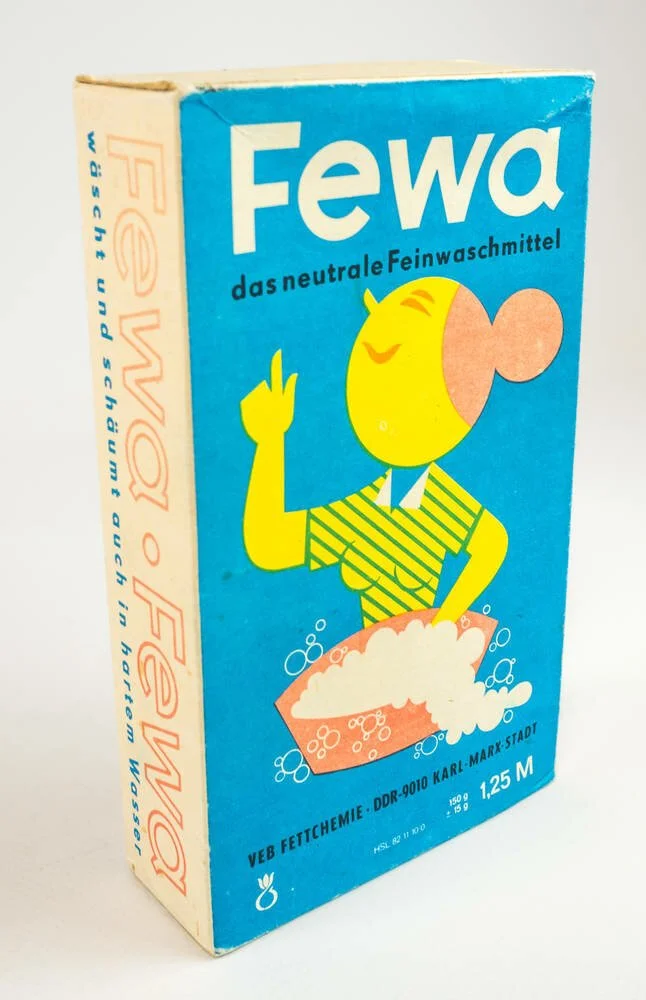 Fewa
das neutrale Feinwaschmittel
VEB FETTCHEMIE · DDR-9010 KARL-MARX-STADT
HSL 82 11 10 0
150 g
± 15 g
1,25 M
Fewa · Fewa
wäscht und schäumt auch in hartem Wasser